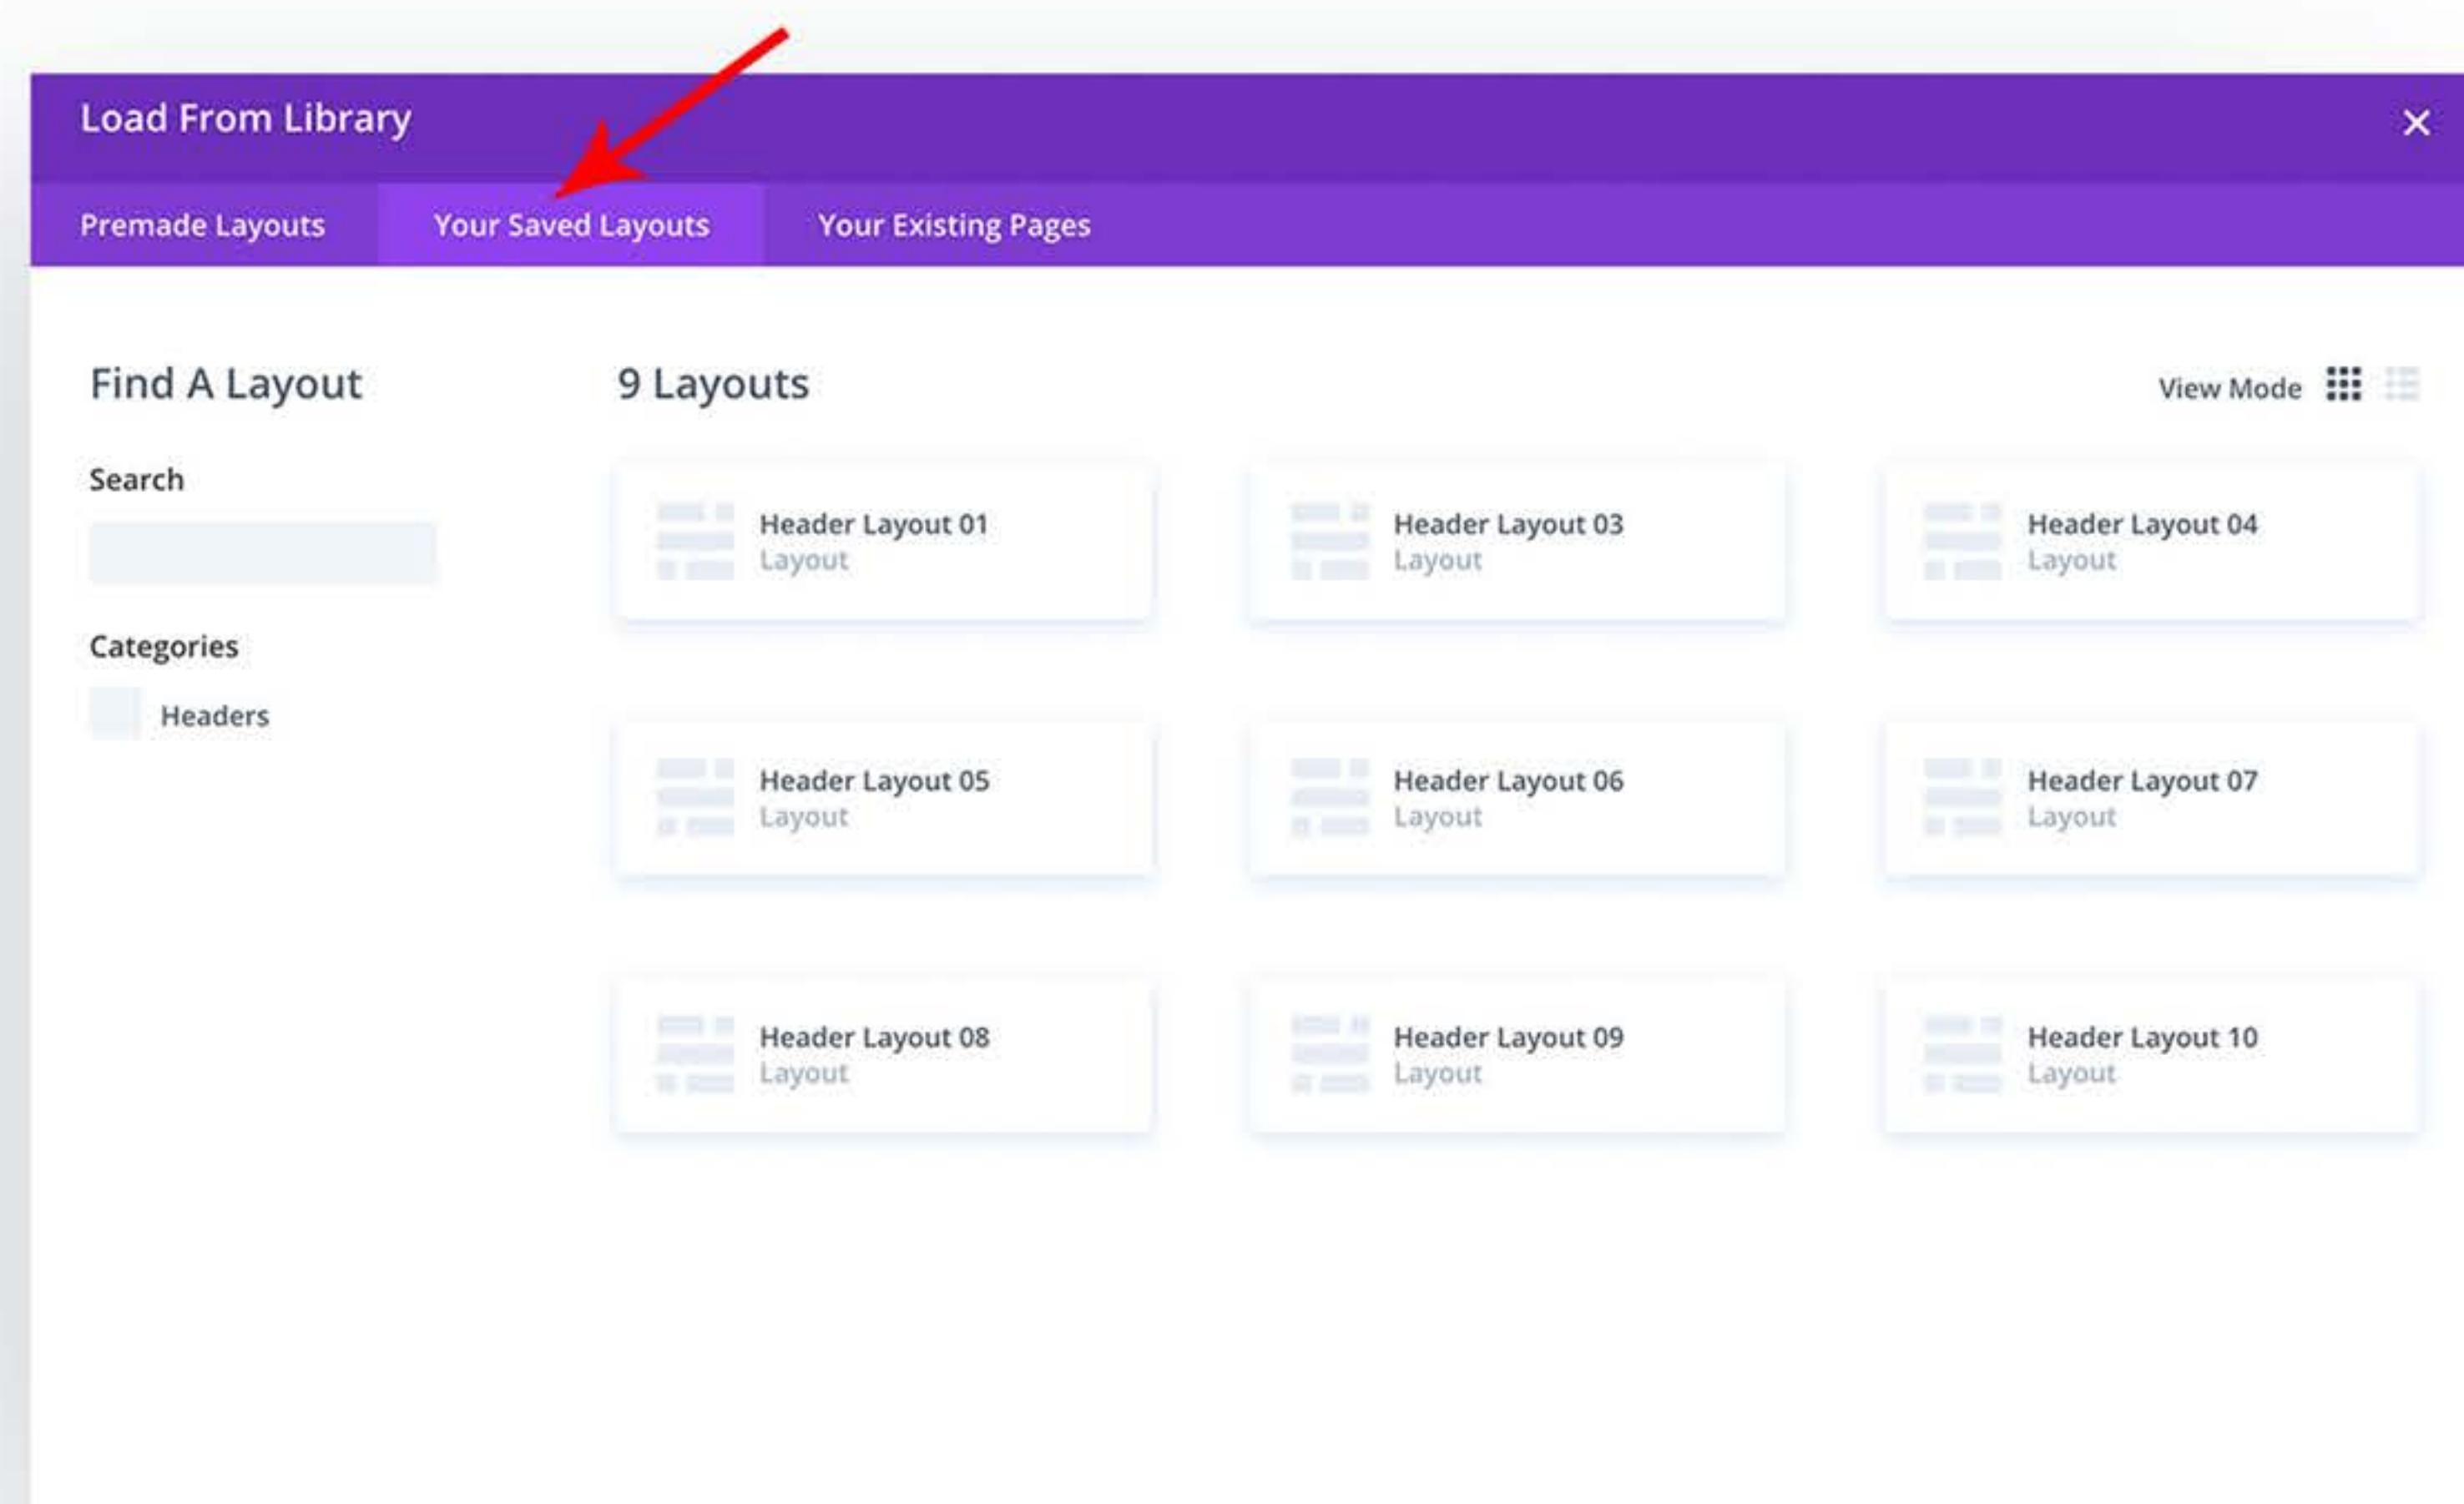 Load From Library
Premade Layouts
Your Saved Layouts
Your Existing Pages
Find A Layout
Search
Categories
Headers
9 Layouts
View Mode
Header Layout 01
Layout
Header Layout 03
Layout
Header Layout 04
Layout
Header Layout 05
Layout
Header Layout 06
Layout
Header Layout 07
Layout
Header Layout 08
Layout
Header Layout 09
Layout
Header Layout 10
Layout